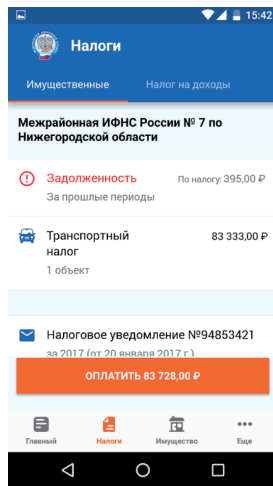 15:42
Налоги
Имущественные Налог на доходы
Межрайонная ИФНС России № 7 по
Нижегородской области
Задолженность По налогу: 395,00 ₽
За прошлые периоды
Транспортный 83 333,00 ₽
налог
1 объект
Налоговое уведомление №94853421
за 2017 (от 20 января 2017 г.)
ОПЛАТИТЬ 83 728,00 ₽
Главный Налоги Имущество Еще